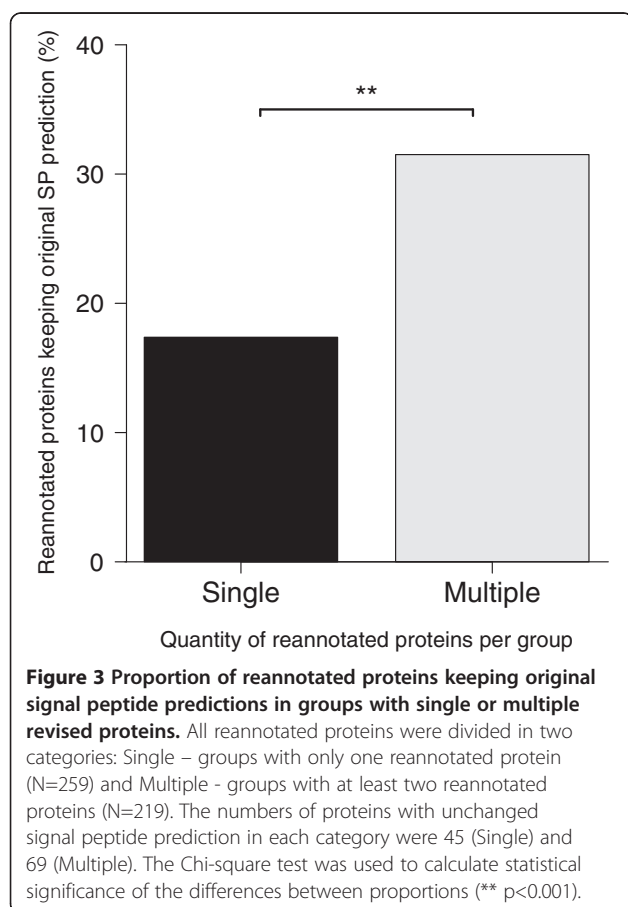 Reannotated proteins keeping original SP prediction (%)
40
30
20
10
0
**
Single Multiple
Quantity of reannotated proteins per group
Figure 3 Proportion of reannotated proteins keeping original
signal peptide predictions in groups with single or multiple
revised proteins. All reannotated proteins were divided in two
categories: Single – groups with only one reannotated protein
(N=259) and Multiple - groups with at least two reannotated
proteins (N=219). The numbers of proteins with unchanged
signal peptide prediction in each category were 45 (Single) and
69 (Multiple). The Chi-square test was used to calculate statistical
significance of the differences between proportions (** p<0.001).